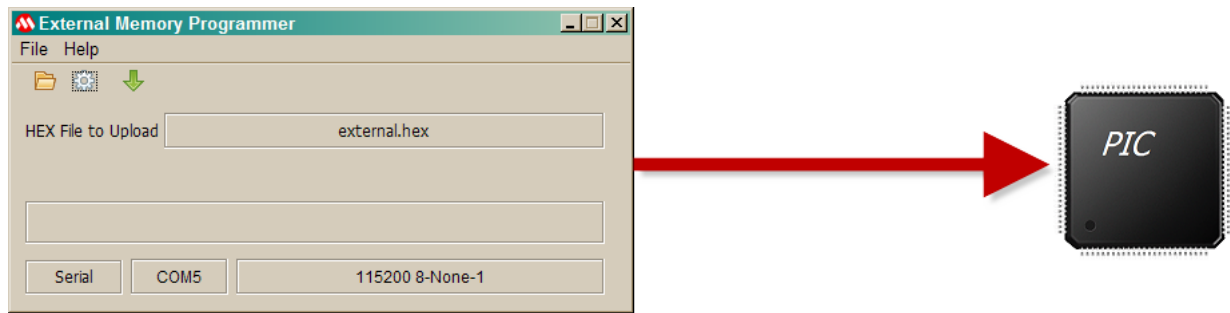 External Memory Programmer
File Help
HEX File to Upload external.hex
Serial COM5 115200 8-None-1
PIC